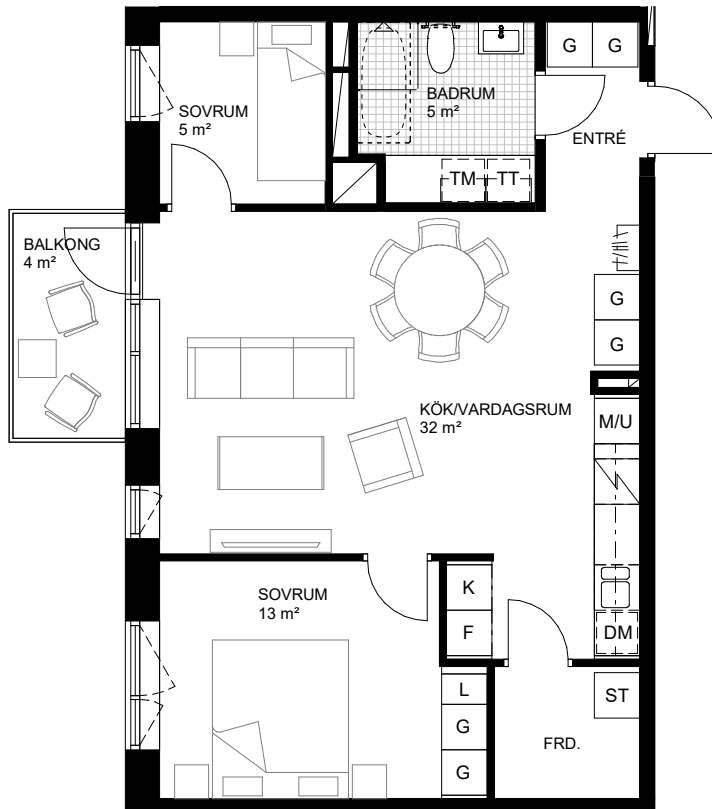 G G
SOVRUM
5 m²
BADRUM
5 m²
ENTRÉ
TM TT
BALKONG
4 m²
G
G
KÖK/VARDAGSRUM
32 m²
M/U
K
F
SOVRUM
13 m²
DM
L
G
G
ST
FRD.